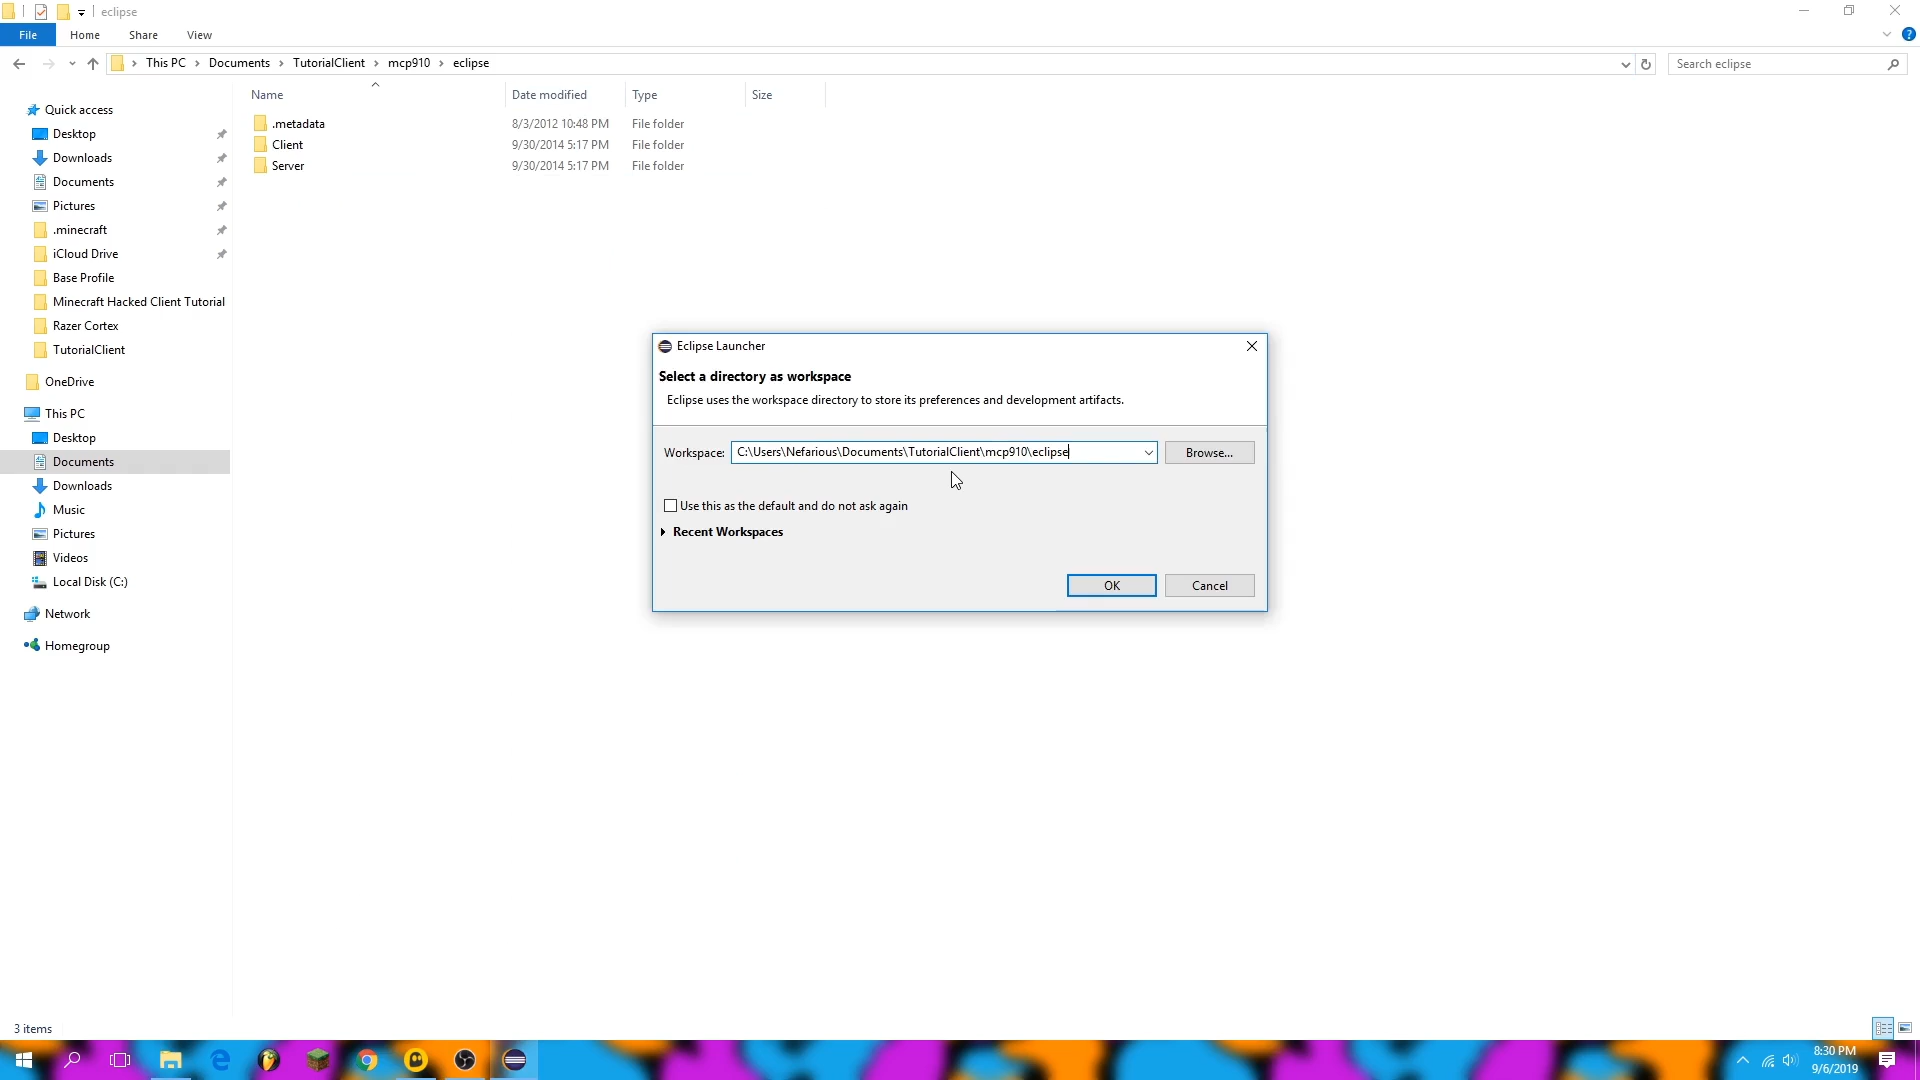 eclipse
File Home Share View
This PC Documents TutorialClient mcp910 eclipse
Search eclipse
Name Date modified Type Size
.metadata 8/3/2012 10:48 PM File folder
Client 9/30/2014 5:17 PM File folder
Server 9/30/2014 5:17 PM File folder
Quick access
Desktop
Downloads
Documents
Pictures
.minecraft
iCloud Drive
Base Profile
Minecraft Hacked Client Tutorial
Razer Cortex
TutorialClient
OneDrive
This PC
Desktop
Documents
Downloads
Music
Pictures
Videos
Local Disk (C:)
Network
Homegroup
Eclipse Launcher
Select a directory as workspace
Eclipse uses the workspace directory to store its preferences and development artifacts.
Workspace: C:\Users\Nefarious\Documents\TutorialClient\mcp910\eclipse Browse...
Use this as the default and do not ask again
Recent Workspaces
OK Cancel
3 items
8:30 PM
9/6/2019